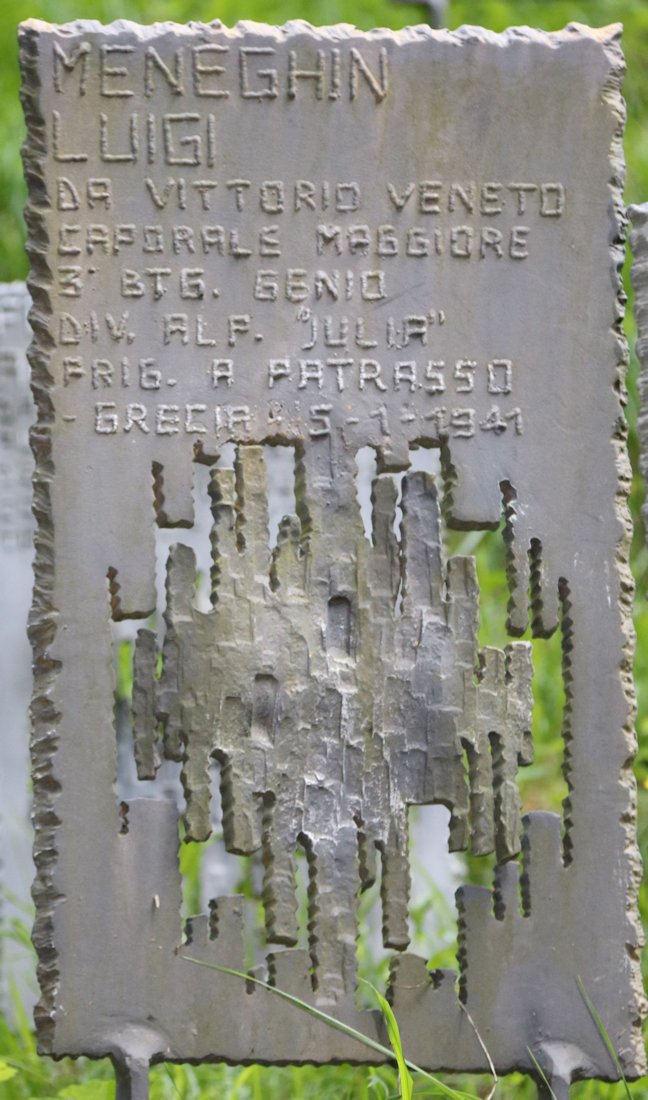 MENEGHIN
LUIGI
DA VITTORIO VENETO
CAPORALE MAGGIORE
3° BTG. GENIO
DIV. ALP. "JULIA"
PRIG. A PATRASSO
- GRECIA 5-1-1941